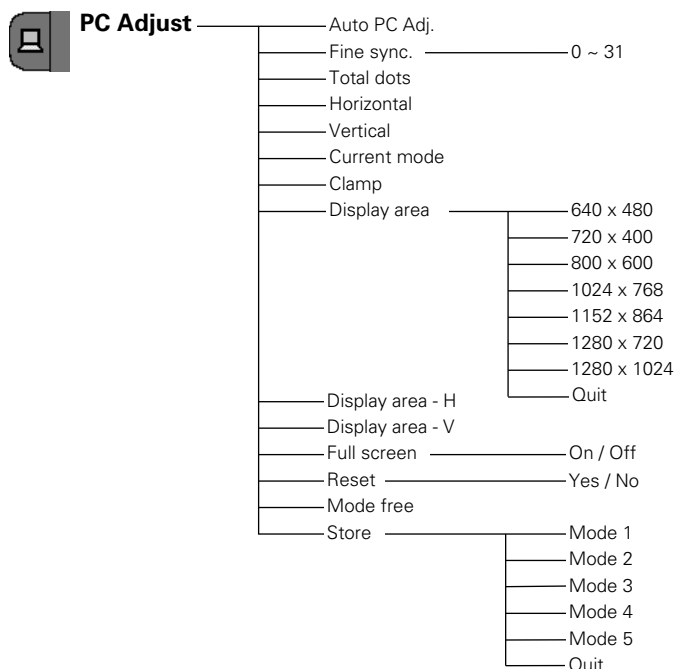 PC Adjust
Auto PC Adj.
Fine sync.
0 ~ 31
Total dots
Horizontal
Vertical
Current mode
Clamp
Display area
640 x 480
720 x 400
800 x 600
1024 x 768
1152 x 864
1280 x 720
1280 x 1024
Quit
Display area - H
Display area - V
Full screen
On / Off
Reset
Yes / No
Mode free
Store
Mode 1
Mode 2
Mode 3
Mode 4
Mode 5
Quit